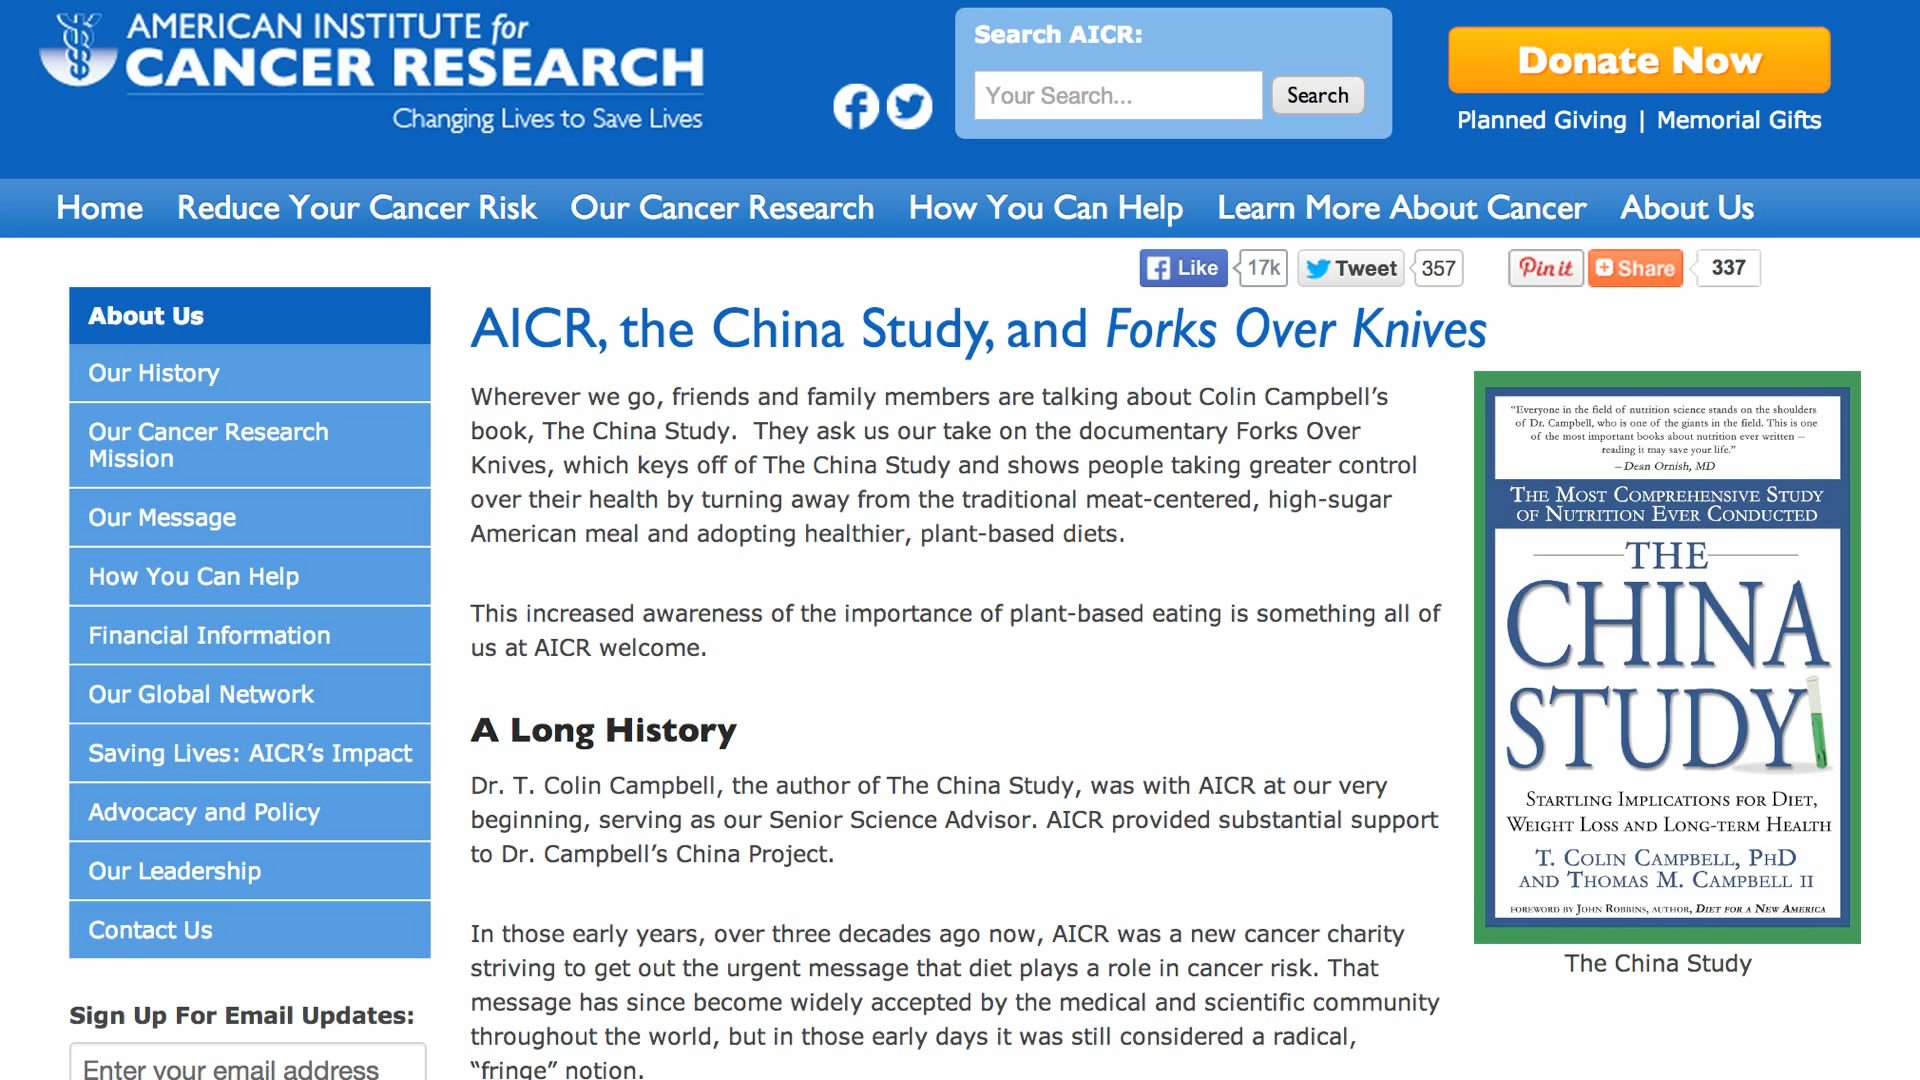 AMERICAN INSTITUTE for
CANCER RESEARCH
Changing Lives to Save Lives
Search AICR:
Your Search...
Search
Donate Now
Planned Giving | Memorial Gifts
Home
Reduce Your Cancer Risk
Our Cancer Research
How You Can Help
Learn More About Cancer
About Us
Like
17k
Tweet
357
Pin it
Share
337
About Us
Our History
Our Cancer Research
Mission
Our Message
How You Can Help
Financial Information
Our Global Network
Saving Lives: AICR’s Impact
Advocacy and Policy
Our Leadership
Contact Us
Sign Up For Email Updates:
Enter your email address
AICR, the China Study, and Forks Over Knives
Wherever we go, friends and family members are talking about Colin Campbell’s
book, The China Study.  They ask us our take on the documentary Forks Over
Knives, which keys off of The China Study and shows people taking greater control
over their health by turning away from the traditional meat-centered, high-sugar
American meal and adopting healthier, plant-based diets.
This increased awareness of the importance of plant-based eating is something all of
us at AICR welcome.
A Long History
Dr. T. Colin Campbell, the author of The China Study, was with AICR at our very
beginning, serving as our Senior Science Advisor. AICR provided substantial support
to Dr. Campbell’s China Project.
In those early years, over three decades ago now, AICR was a new cancer charity
striving to get out the urgent message that diet plays a role in cancer risk. That
message has since become widely accepted by the medical and scientific community
throughout the world, but in those early days it was still considered a radical,
“fringe” notion.
“Everyone in the field of nutrition science stands on the shoulders
of Dr. Campbell, who is one of the giants in the field. This is one
of the most important books about nutrition ever written –
reading it may save your life.”
– Dean Ornish, MD
THE MOST COMPREHENSIVE STUDY
OF NUTRITION EVER CONDUCTED
THE
CHINA
STUDY
STARTLING IMPLICATIONS FOR DIET,
WEIGHT LOSS AND LONG-TERM HEALTH
T. COLIN CAMPBELL, PHD
AND THOMAS M. CAMPBELL II
FOREWORD BY JOHN ROBBINS, AUTHOR, DIET FOR A NEW AMERICA
The China Study